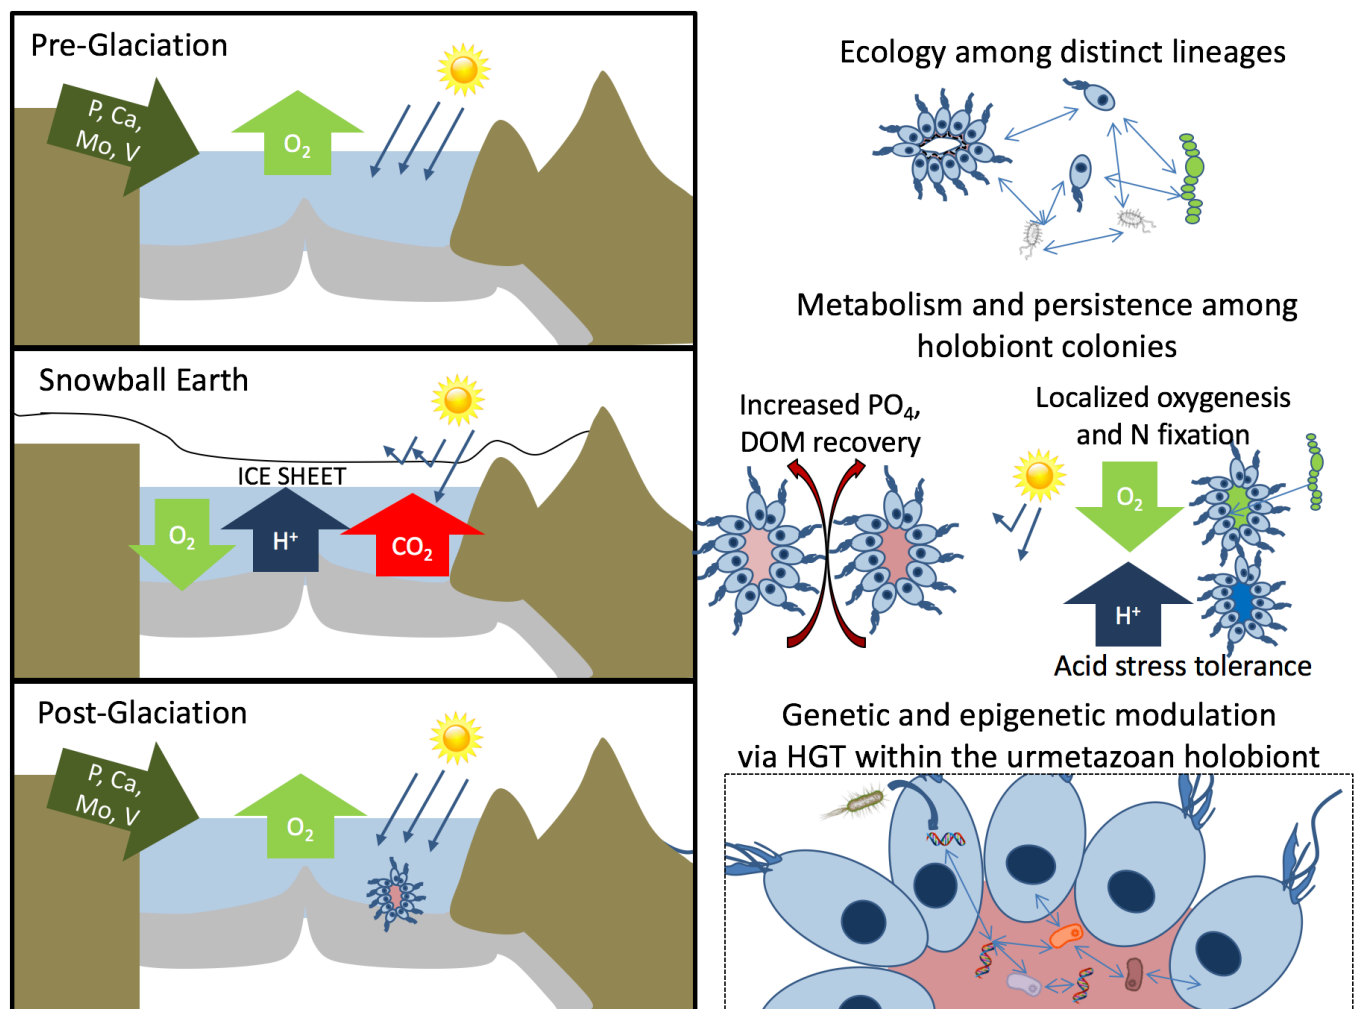 Pre-Glaciation
P, Ca,
Mo, V
O₂
Snowball Earth
ICE SHEET
O₂
H⁺
CO₂
Post-Glaciation
P, Ca,
Mo, V
O₂
Ecology among distinct lineages
Metabolism and persistence among
holobiont colonies
Increased PO₄,
DOM recovery
Localized oxygenesis
and N fixation
O₂
H⁺
Acid stress tolerance
Genetic and epigenetic modulation
via HGT within the urmetazoan holobiont